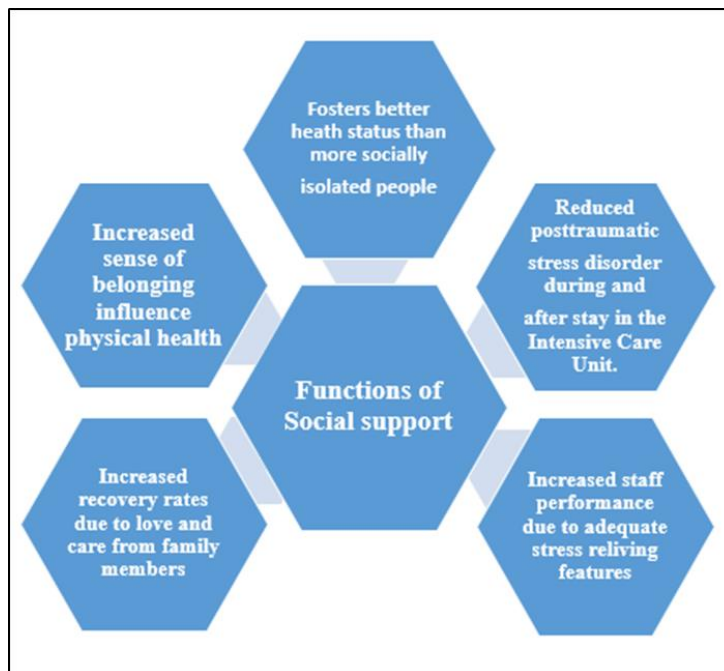 Fosters better
heath status than
more socially
isolated people
Increased
sense of
belonging
influence
physical health
Reduced
posttraumatic
stress disorder
during and
after stay in the
Intensive Care
Unit.
Functions of
Social support
Increased
recovery rates
due to love and
care from family
members
Increased staff
performance
due to adequate
stress reliving
features